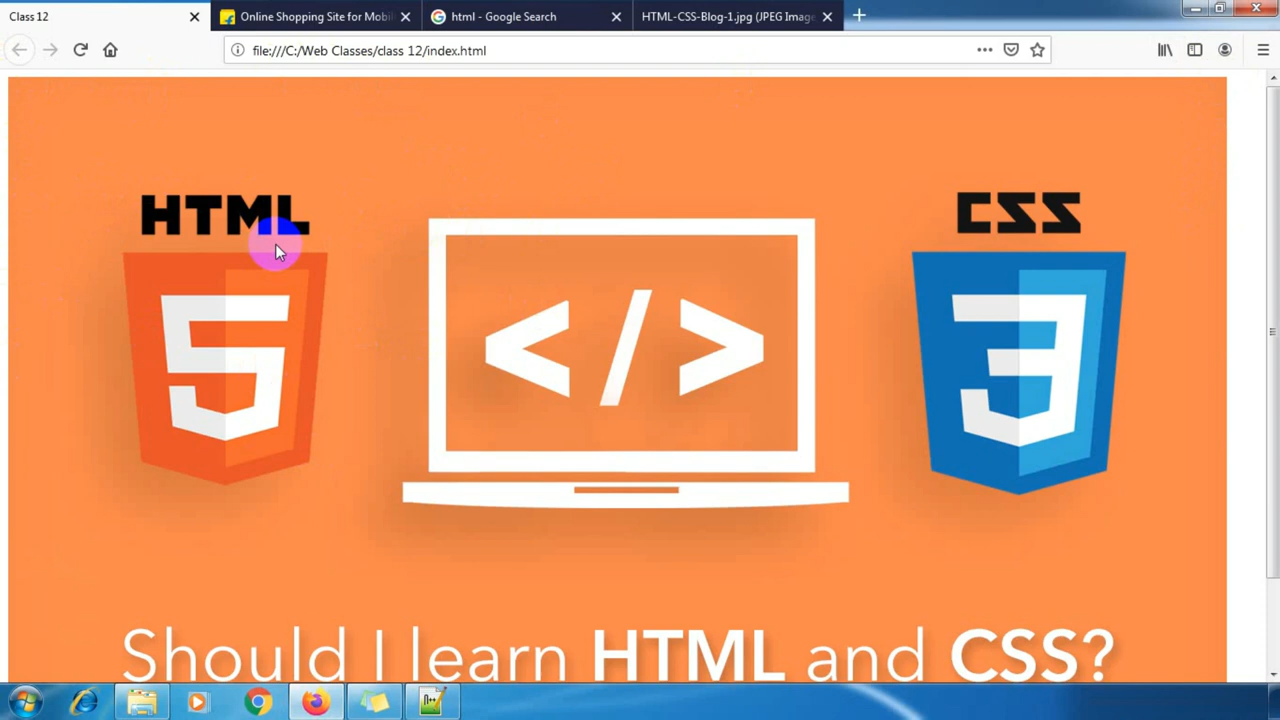 Class 12
Online Shopping Site for Mobil
html - Google Search
HTML-CSS-Blog-1.jpg (JPEG Image
file:///C:/Web Classes/class 12/index.html
HTML
CSS
5
</>
3
Should I learn HTML and CSS?